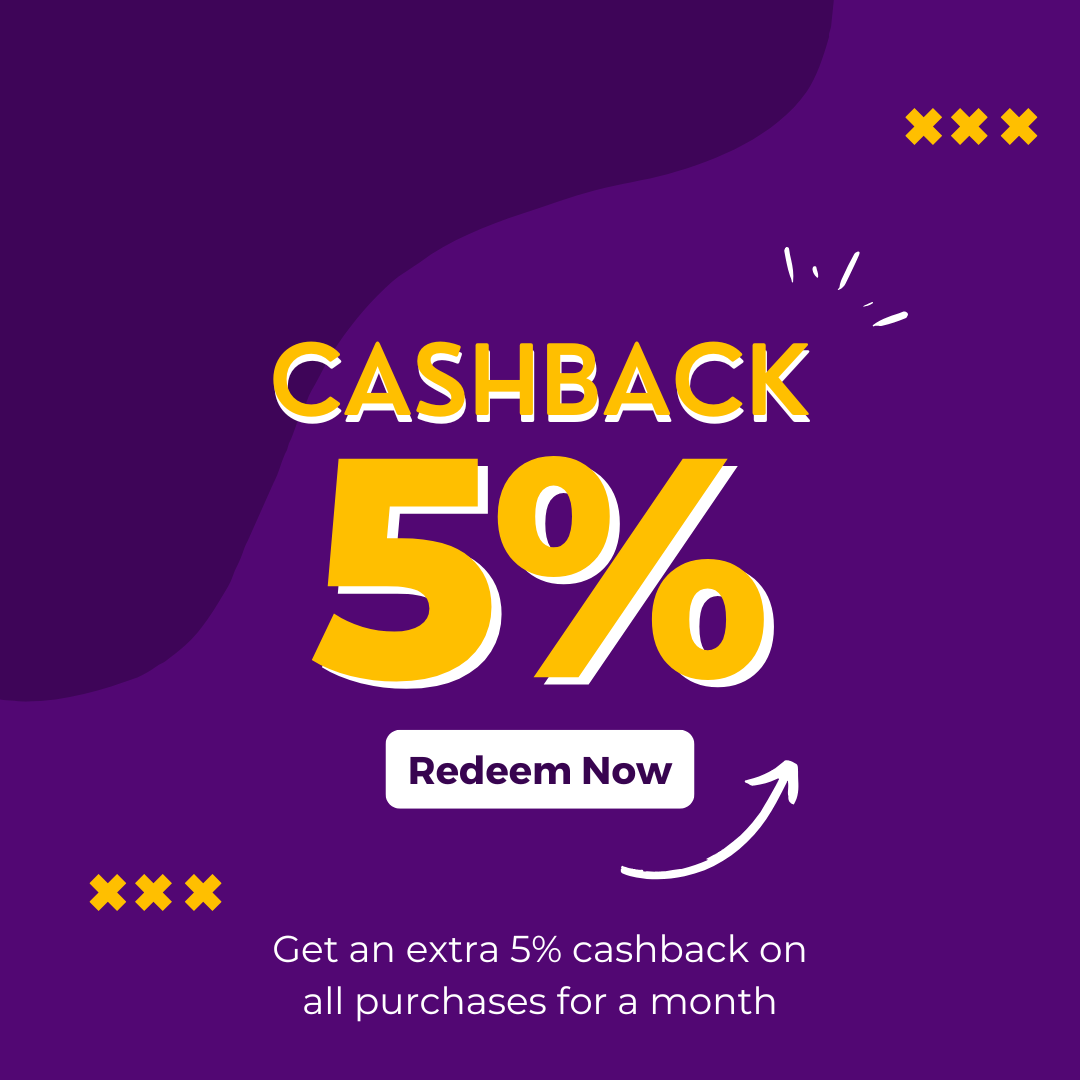 CASHBACK
5%
Redeem Now
Get an extra 5% cashback on
all purchases for a month